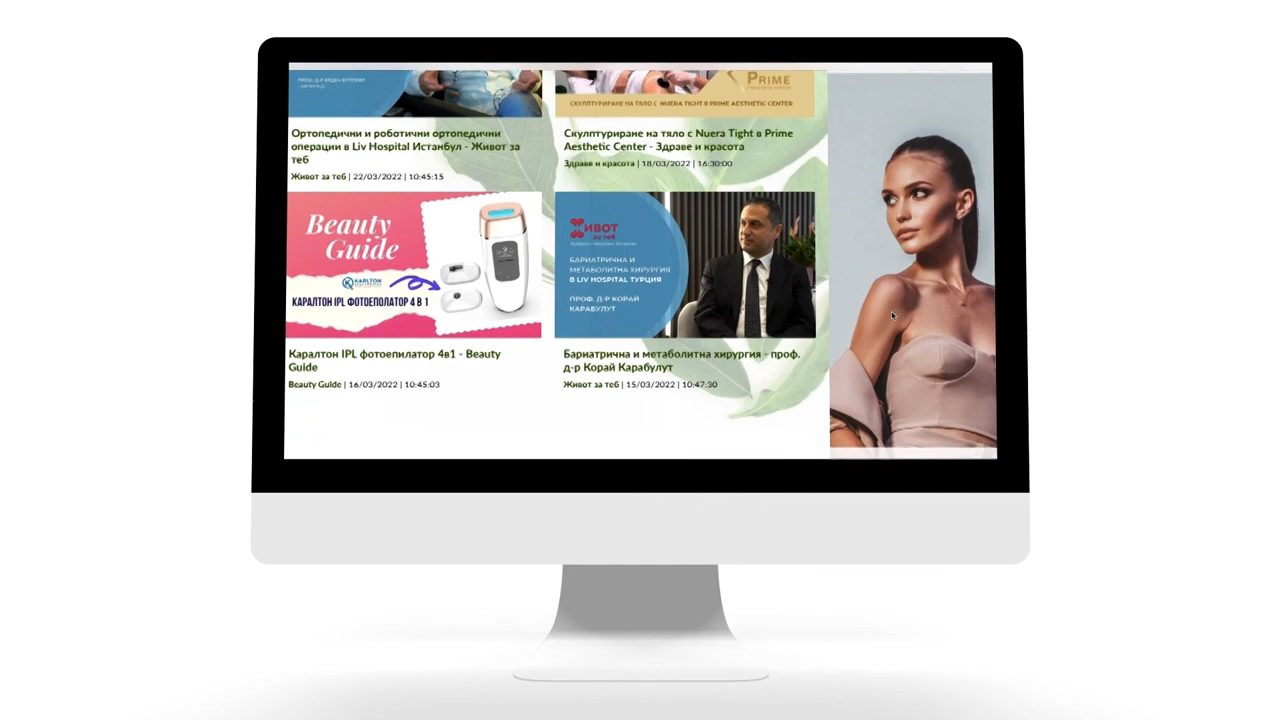 PRIME
СКУЛПТУРИРАНЕ НА ТЯЛО С NUERA TIGHT В PRIME AESTHETIC CENTER
Ортопедични и роботични ортопедични
операции в Liv Hospital Истанбул - Живот за
теб
Живот за теб | 22/03/2022 | 10:45:15
Скулптуриране на тяло с Nuera Tight в Prime
Aesthetic Center - Здраве и красота
Здраве и красота | 18/03/2022 | 16:30:00
Beauty
Guide
KARLTON
КАРАЛТОН IPL ФОТОЕПОЛАТОР 4 В 1
Каралтон IPL фотоепилатор 4в1 - Beauty
Guide
Beauty Guide | 16/03/2022 | 10:45:03
ЖИВОТ
за теб
БАРИАТРИЧНА И
МЕТАБОЛИТНА ХИРУРГИЯ
В LIV HOSPITAL ТУРЦИЯ
ПРОФ. Д-Р КОРАЙ
КАРАБУЛУТ
Бариатрична и метаболитна хирургия - проф.
д-р Корай Карабулут
Живот за теб | 15/03/2022 | 10:47:30